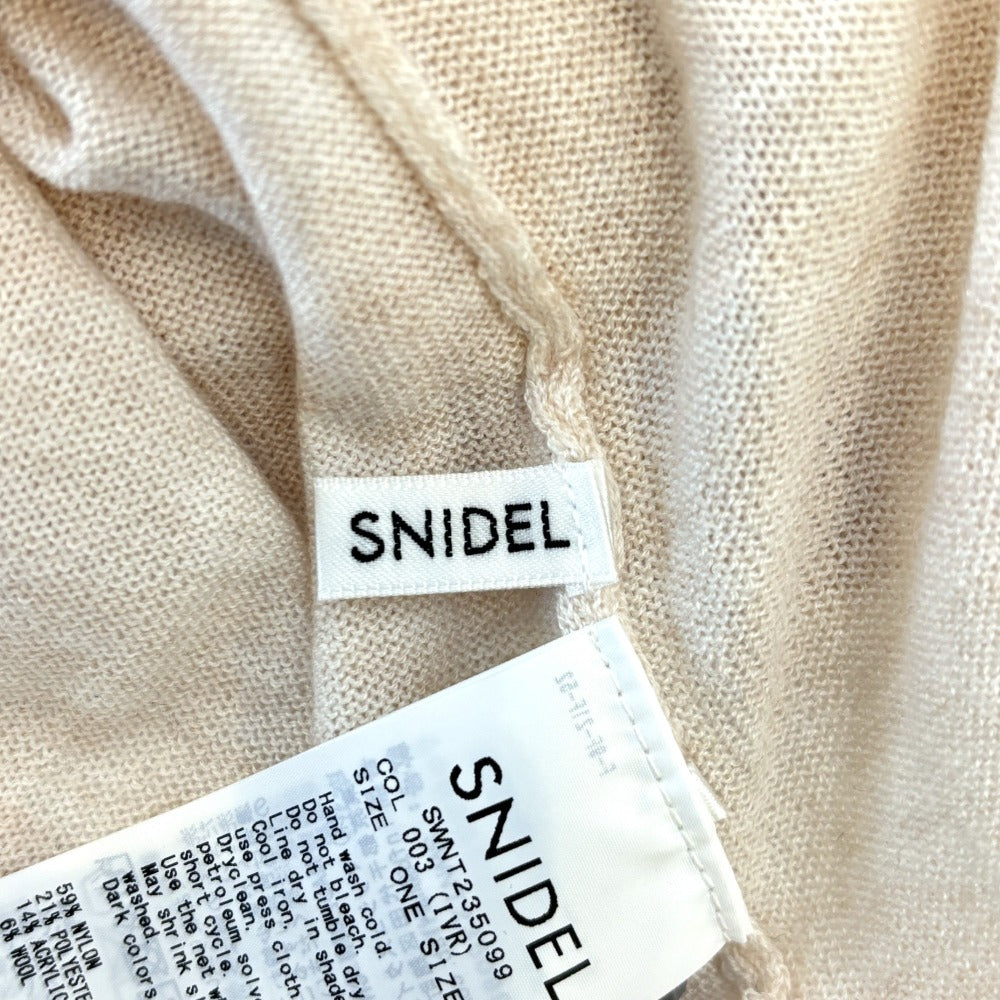 SNIDEL
SNIDEL
SWNT235099
COL 003 (IVR)
SIZE ONE SIZE
Hand wash cold.
Do not bleach.
Do not tumble dry
Line dry in shade
Cool iron,
use press cloth
Dryclean,
petroleum solv
short cycle.
Use the net w
May shrink s
washed.
Dark colors
59% NYLON
21% POLYESTE
14% ACRYLIC
6% WOOL